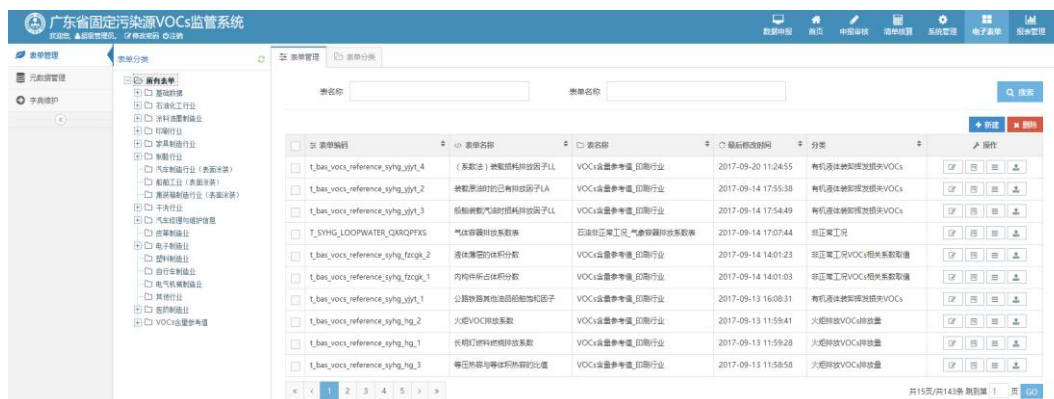 广东省固定污染源VOCs监管系统
欢迎您, 超级管理员, 修改密码 注销
数据申报 首页 申报审核 清单核算 系统管理 电子表单 报表管理
表单管理
元数据管理
字典维护
表单分类
所有表单
基础数据
石油化工行业
涂料油墨制造业
印刷行业
家具制造行业
制鞋行业
汽车制造行业（表面涂装）
船舶工业（表面涂装）
集装箱制造行业（表面涂装）
干洗行业
汽车修理与维护信息
皮革制造业
电子制造业
塑料制造业
自行车制造业
电气机械制造业
其他行业
医药制造业
VOCs含量参考值
表单管理 表单分类
表名称 表单名称 搜索
新建 删除
表单编码 表单名称 表名称 最后修改时间 分类 操作
t_bas_vocs_reference_syhg_yjyt_4 （系数法）装载损耗排放因子LL VOCs含量参考值_印刷行业 2017-09-20 11:24:55 有机液体装卸挥发损失VOCs
t_bas_vocs_reference_syhg_yjyt_2 装载原油时的已有排放因子LA VOCs含量参考值_印刷行业 2017-09-14 17:55:38 有机液体装卸挥发损失VOCs
t_bas_vocs_reference_syhg_yjyt_3 船舶装载汽油时损耗排放因子LL VOCs含量参考值_印刷行业 2017-09-14 17:54:49 有机液体装卸挥发损失VOCs
T_SYHG_LOOPWATER_QXRQPFXS 气体容器排放系数表 石油非正常工况_气象容器排放系数表 2017-09-14 17:07:44 非正常工况
t_bas_vocs_reference_syhg_fzcgk_2 液体薄层的体积分数 VOCs含量参考值_印刷行业 2017-09-14 14:01:23 非正常工况VOCs相关系数取值
t_bas_vocs_reference_syhg_fzcgk_1 内构件所占体积分数 VOCs含量参考值_印刷行业 2017-09-14 14:01:03 非正常工况VOCs相关系数取值
t_bas_vocs_reference_syhg_yjyt_1 公路铁路其他油品船舶饱和因子 VOCs含量参考值_印刷行业 2017-09-13 16:08:31 有机液体装卸挥发损失VOCs
t_bas_vocs_reference_syhg_hg_2 火炬VOC排放系数 VOCs含量参考值_印刷行业 2017-09-13 11:59:41 火炬排放VOCs排放量
t_bas_vocs_reference_syhg_hg_1 长明灯燃料燃烧排放系数 VOCs含量参考值_印刷行业 2017-09-13 11:59:28 火炬排放VOCs排放量
t_bas_vocs_reference_syhg_hg_3 等压热容与等体积热容的比值 VOCs含量参考值_印刷行业 2017-09-13 11:58:58 火炬排放VOCs排放量
« ‹ 1 2 3 4 5 › » 共15页/共143条 跳到第 1 页 GO